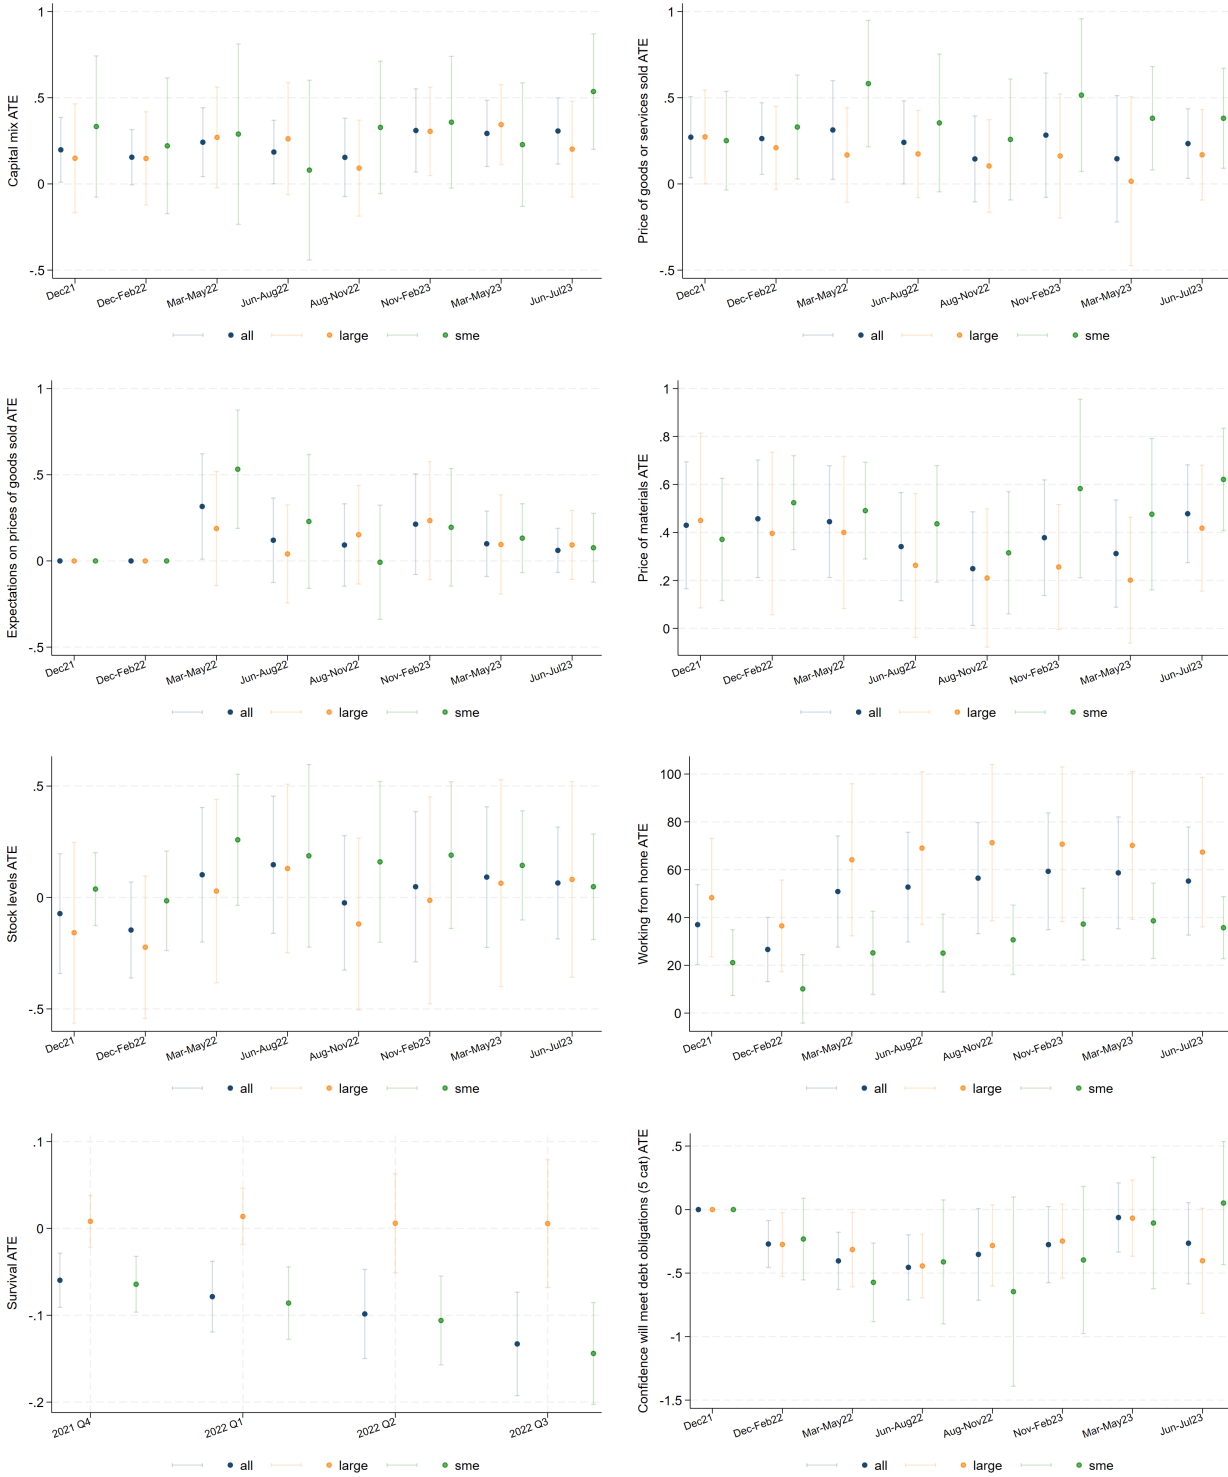 Capital mix ATE
1
.5
0
-.5
Dec21
Dec-Feb22
Mar-May22
Jun-Aug22
Aug-Nov22
Nov-Feb23
Mar-May23
Jun-Jul23
all large sme
Price of goods or services sold ATE
1
.5
0
-.5
Dec21
Dec-Feb22
Mar-May22
Jun-Aug22
Aug-Nov22
Nov-Feb23
Mar-May23
Jun-Jul23
all large sme
Expectations on prices of goods sold ATE
1
.5
0
-.5
Dec21
Dec-Feb22
Mar-May22
Jun-Aug22
Aug-Nov22
Nov-Feb23
Mar-May23
Jun-Jul23
all large sme
Price of materials ATE
1
.8
.6
.4
.2
0
Dec21
Dec-Feb22
Mar-May22
Jun-Aug22
Aug-Nov22
Nov-Feb23
Mar-May23
Jun-Jul23
all large sme
Stock levels ATE
.5
0
-.5
Dec21
Dec-Feb22
Mar-May22
Jun-Aug22
Aug-Nov22
Nov-Feb23
Mar-May23
Jun-Jul23
all large sme
Working from home ATE
100
80
60
40
20
0
Dec21
Dec-Feb22
Mar-May22
Jun-Aug22
Aug-Nov22
Nov-Feb23
Mar-May23
Jun-Jul23
all large sme
Survival ATE
.1
0
-.1
-.2
2021 Q4
2022 Q1
2022 Q2
2022 Q3
all large sme
Confidence will meet debt obligations (5 cat) ATE
.5
0
-.5
-1
-1.5
Dec21
Dec-Feb22
Mar-May22
Jun-Aug22
Aug-Nov22
Nov-Feb23
Mar-May23
Jun-Jul23
all large sme